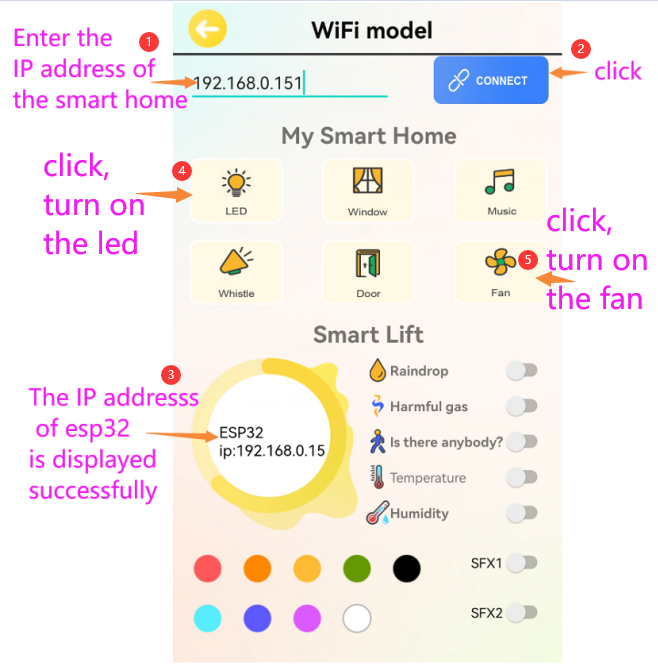 WiFi model
Enter the
IP address of
the smart home
1
192.168.0.151
CONNECT
2
click
My Smart Home
click,
turn on
the led
4
LED
Window
Music
Whistle
Door
Fan
5
click,
turn on
the fan
Smart Lift
3
The IP addresss
of esp32
is displayed
successfully
ESP32
ip:192.168.0.15
Raindrop
Harmful gas
Is there anybody?
Temperature
Humidity
SFX1
SFX2